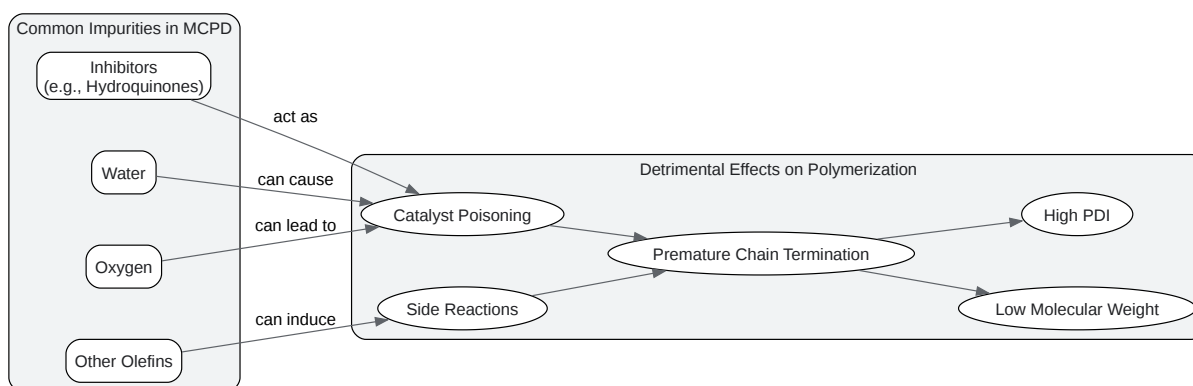 Common Impurities in MCPD
Inhibitors
(e.g., Hydroquinones)
act as
Detrimental Effects on Polymerization
Water
can cause
Catalyst Poisoning
High PDI
can lead to
Premature Chain Termination
Oxygen
can induce
Side Reactions
Low Molecular Weight
Other Olefins